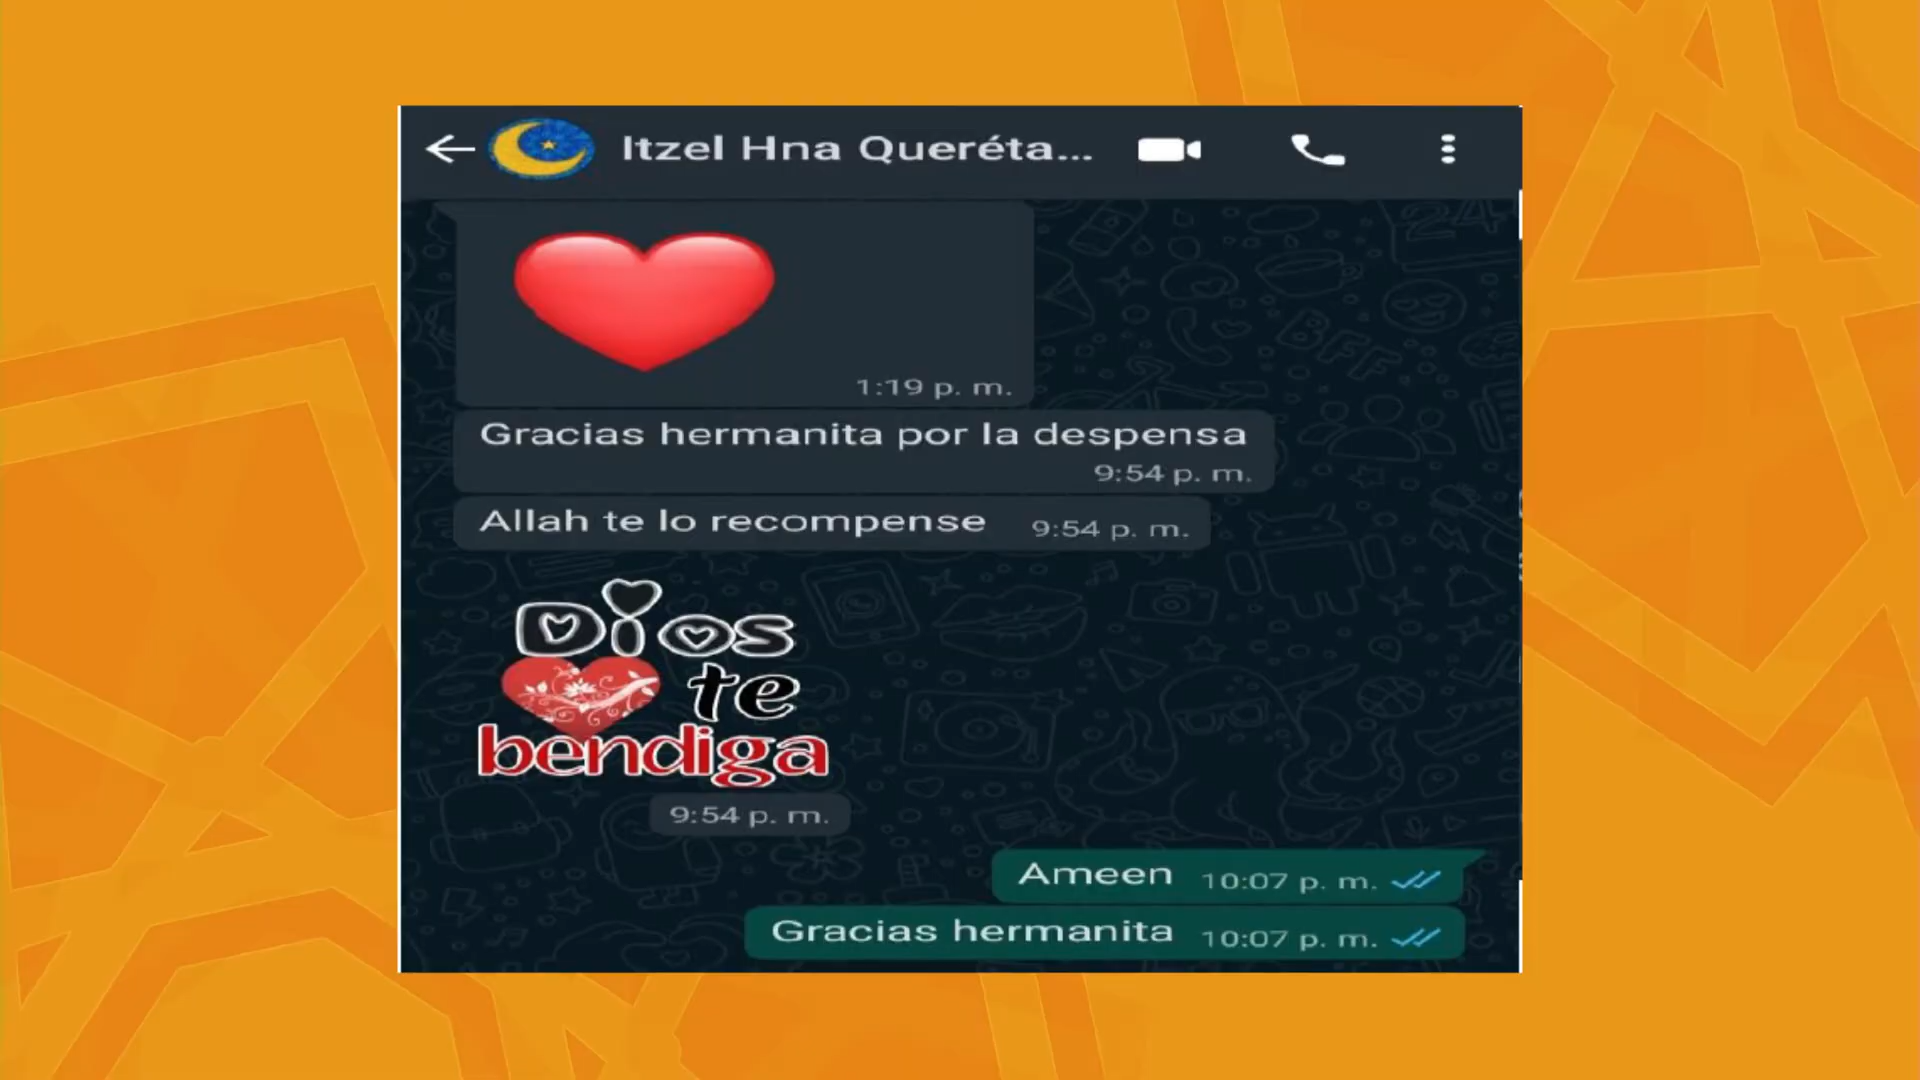 Itzel Hna Queréta...
1:19 p. m.
Gracias hermanita por la despensa
9:54 p. m.
Allah te lo recompense 9:54 p. m.
Dios
te
bendiga
9:54 p. m.
Ameen 10:07 p. m.
Gracias hermanita 10:07 p. m.